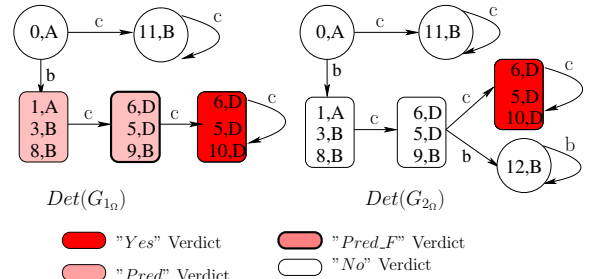 0,A
c
11,B
c
b
1,A
3,B
8,B
c
6,D
5,D
9,B
c
6,D
5,D
10,D
c
Det(G1Ω)
0,A
c
11,B
c
b
1,A
3,B
8,B
c
6,D
5,D
9,B
c
b
6,D
5,D
10,D
c
12,B
b
Det(G2Ω)
"Yes" Verdict
"Pred_F" Verdict
"Pred" Verdict
"No" Verdict